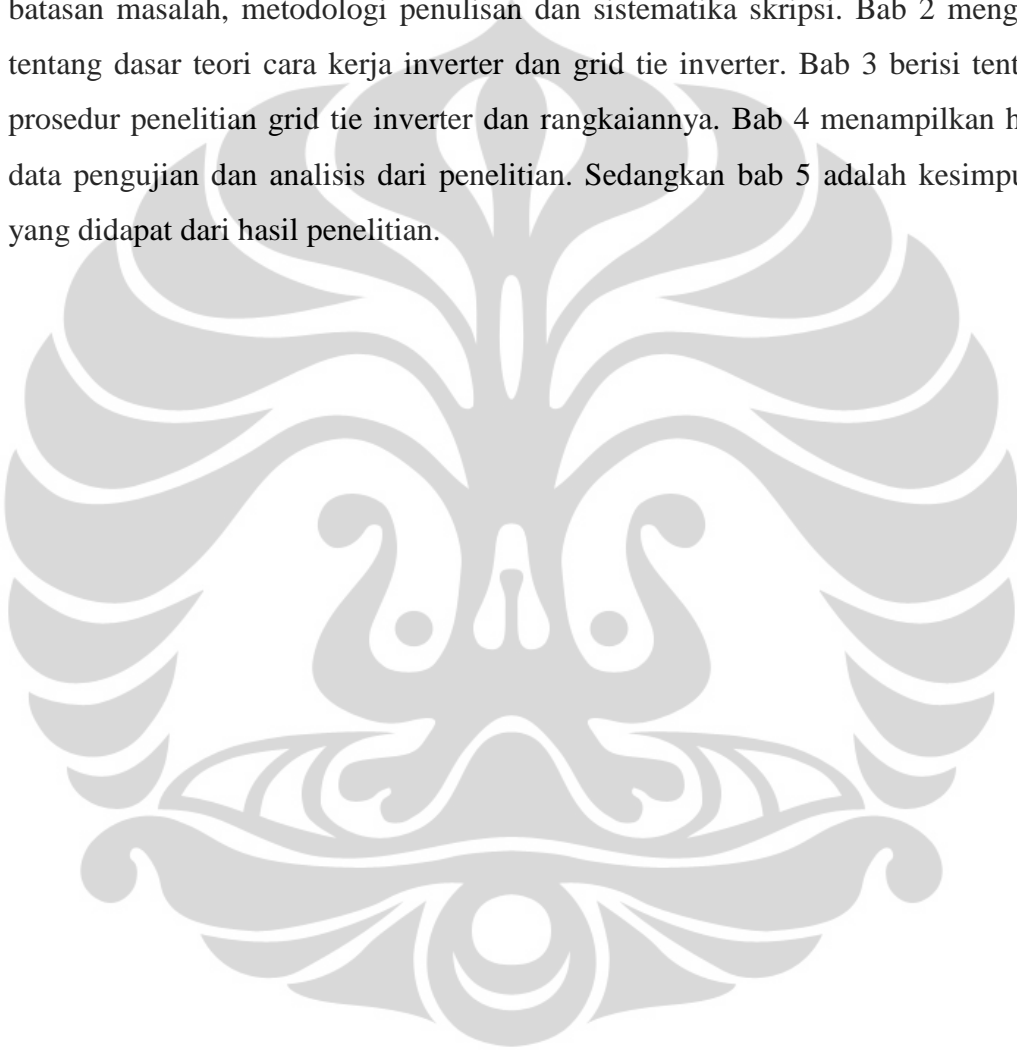 batasan masalah, metodologi penulisan dan sistematika skripsi. Bab 2 meng
tentang dasar teori cara kerja inverter dan grid tie inverter. Bab 3 berisi tent
prosedur penelitian grid tie inverter dan rangkaiannya. Bab 4 menampilkan h
data pengujian dan analisis dari penelitian. Sedangkan bab 5 adalah kesimpu
yang didapat dari hasil penelitian.